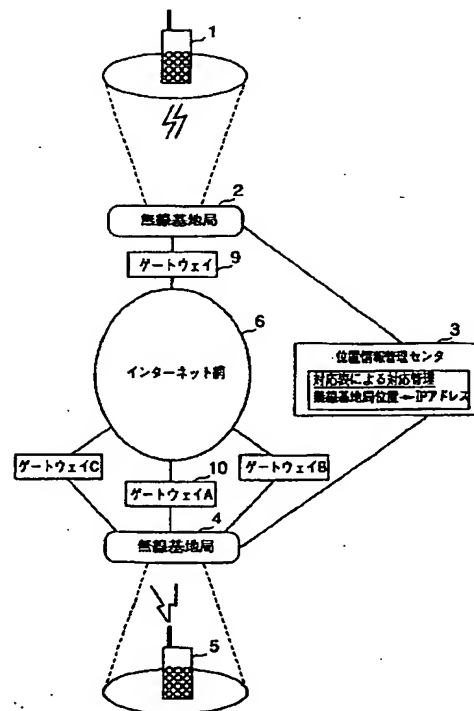 1
2
無線基地局
ゲートウェイ
9
6
3
位置情報管理センタ
対応表による対応管理
無線基地局位置←IPアドレス
インターネット網
ゲートウェイC
10
ゲートウェイB
ゲートウェイA
4
無線基地局
5